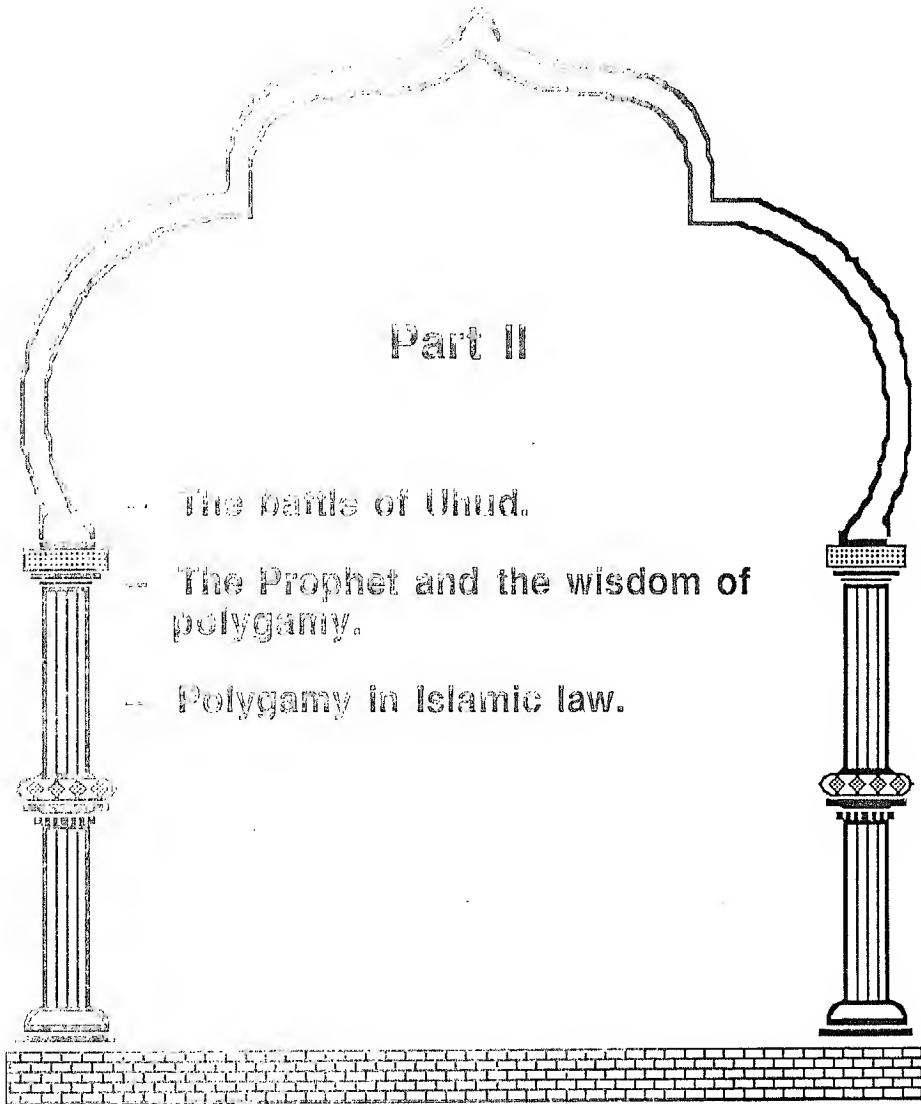 Part II
- The battle of Uhud.
- The Prophet and the wisdom of
polygamy.
- Polygamy in Islamic law.